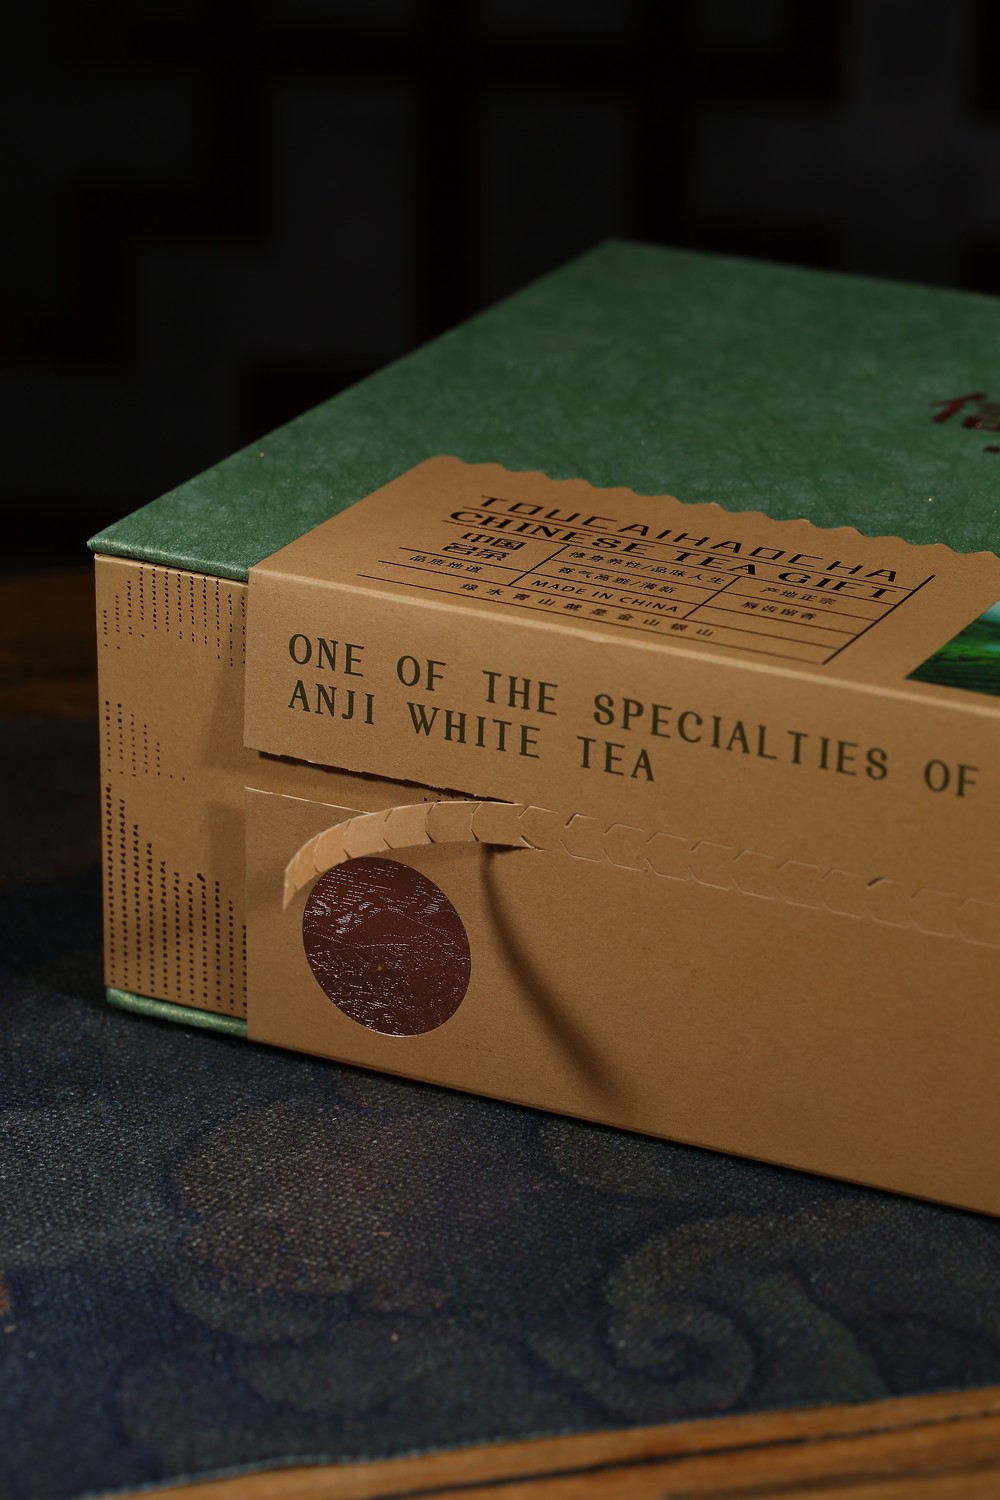 TOUCAIHAOCHA
CHINESE TEA GIFT
中国
名茶
修身养性/品味人生
产地正宗
品质地道
香气高雅/清新
唇齿留香
MADE IN CHINA
绿水青山就是金山银山
ONE OF THE SPECIALTIES OF
ANJI WHITE TEA